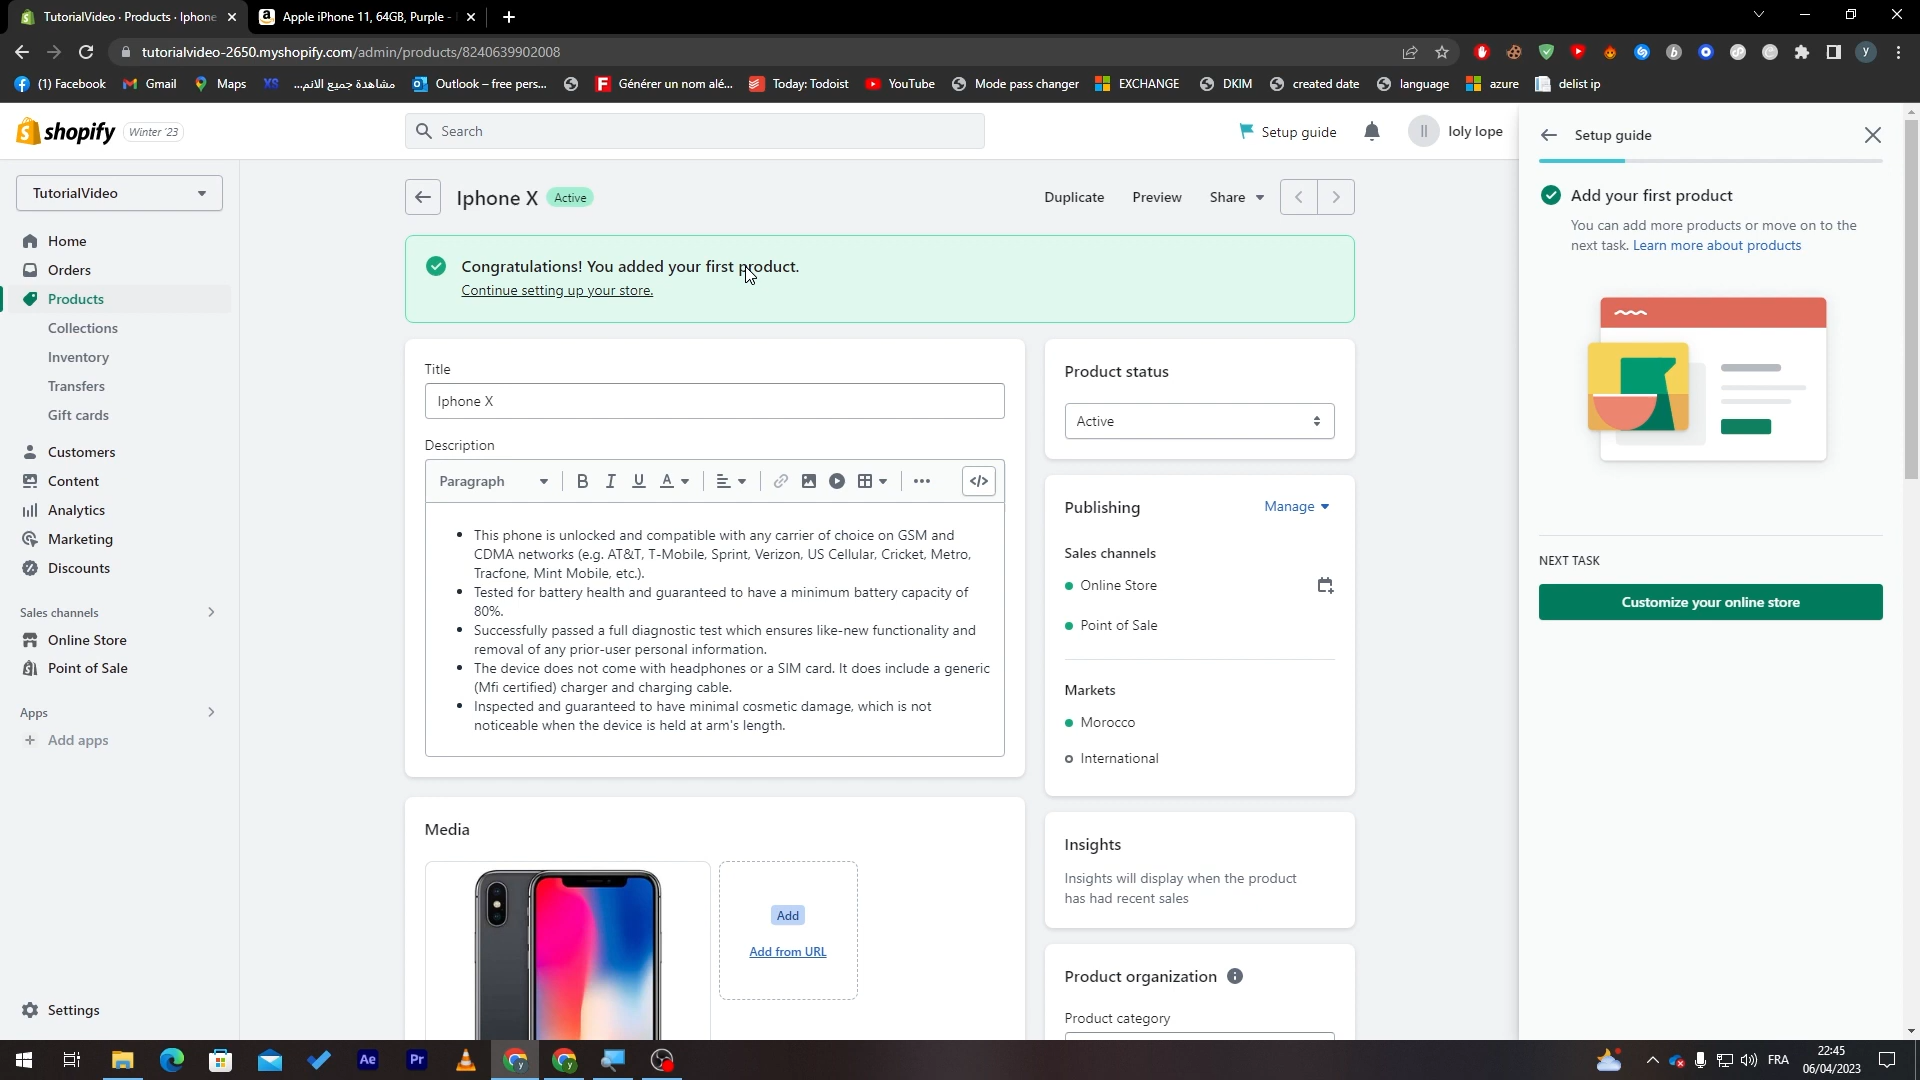 TutorialVideo · Products · Iphone
Apple iPhone 11, 64GB, Purple -
tutorialvideo-2650.myshopify.com/admin/products/8240639902008
(1) Facebook
Gmail
Maps
XS
مشاهدة جميع الانم...
Outlook – free pers...
Générer un nom alé...
Today: Todoist
YouTube
Mode pass changer
EXCHANGE
DKIM
created date
language
azure
delist ip
shopify
Winter '23
Search
Setup guide
ll
loly lope
Setup guide
TutorialVideo
Home
Orders
Products
Collections
Inventory
Transfers
Gift cards
Customers
Content
Analytics
Marketing
Discounts
Sales channels
Online Store
Point of Sale
Apps
Add apps
Settings
Iphone X
Active
Duplicate
Preview
Share
Congratulations! You added your first product.
Continue setting up your store.
Title
Iphone X
Description
Paragraph
B I U A
</>
This phone is unlocked and compatible with any carrier of choice on GSM and
CDMA networks (e.g. AT&T, T-Mobile, Sprint, Verizon, US Cellular, Cricket, Metro,
Tracfone, Mint Mobile, etc.).
Tested for battery health and guaranteed to have a minimum battery capacity of
80%.
Successfully passed a full diagnostic test which ensures like-new functionality and
removal of any prior-user personal information.
The device does not come with headphones or a SIM card. It does include a generic
(Mfi certified) charger and charging cable.
Inspected and guaranteed to have minimal cosmetic damage, which is not
noticeable when the device is held at arm's length.
Media
Add
Add from URL
Product status
Active
Publishing
Manage
Sales channels
Online Store
Point of Sale
Markets
Morocco
International
Insights
Insights will display when the product
has had recent sales
Product organization
Product category
Add your first product
You can add more products or move on to the
next task. Learn more about products
NEXT TASK
Customize your online store
Ae
Pr
FRA
22:45
06/04/2023